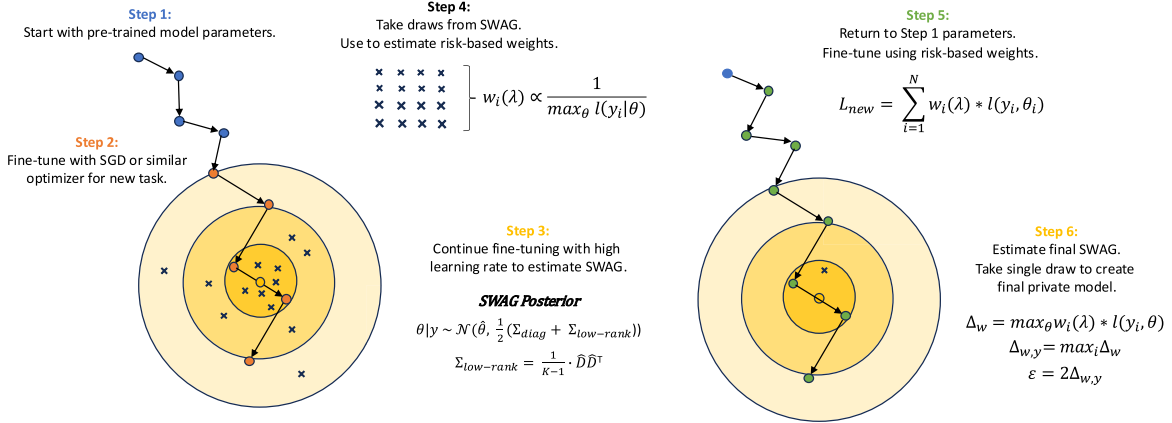 Step 1:
Start with pre-trained model parameters.
Step 2:
Fine-tune with SGD or similar
optimizer for new task.
Step 4:
Take draws from SWAG.
Use to estimate risk-based weights.
w_i(λ) ∝ 1 / max_θ l(y_i|θ)
Step 3:
Continue fine-tuning with high
learning rate to estimate SWAG.
SWAG Posterior
θ|y ~ 𝒩(θ̂, 1/2(Σ_diag + Σ_low−rank))
Σ_low−rank = 1/(K−1) · D̂D̂ᵀ
Step 5:
Return to Step 1 parameters.
Fine-tune using risk-based weights.
L_new = ∑_{i=1}^{N} w_i(λ) * l(y_i, θ_i)
Step 6:
Estimate final SWAG.
Take single draw to create
final private model.
Δ_w = max_θ w_i(λ) * l(y_i, θ)
Δ_{w,y} = max_i Δ_w
ε = 2Δ_{w,y}